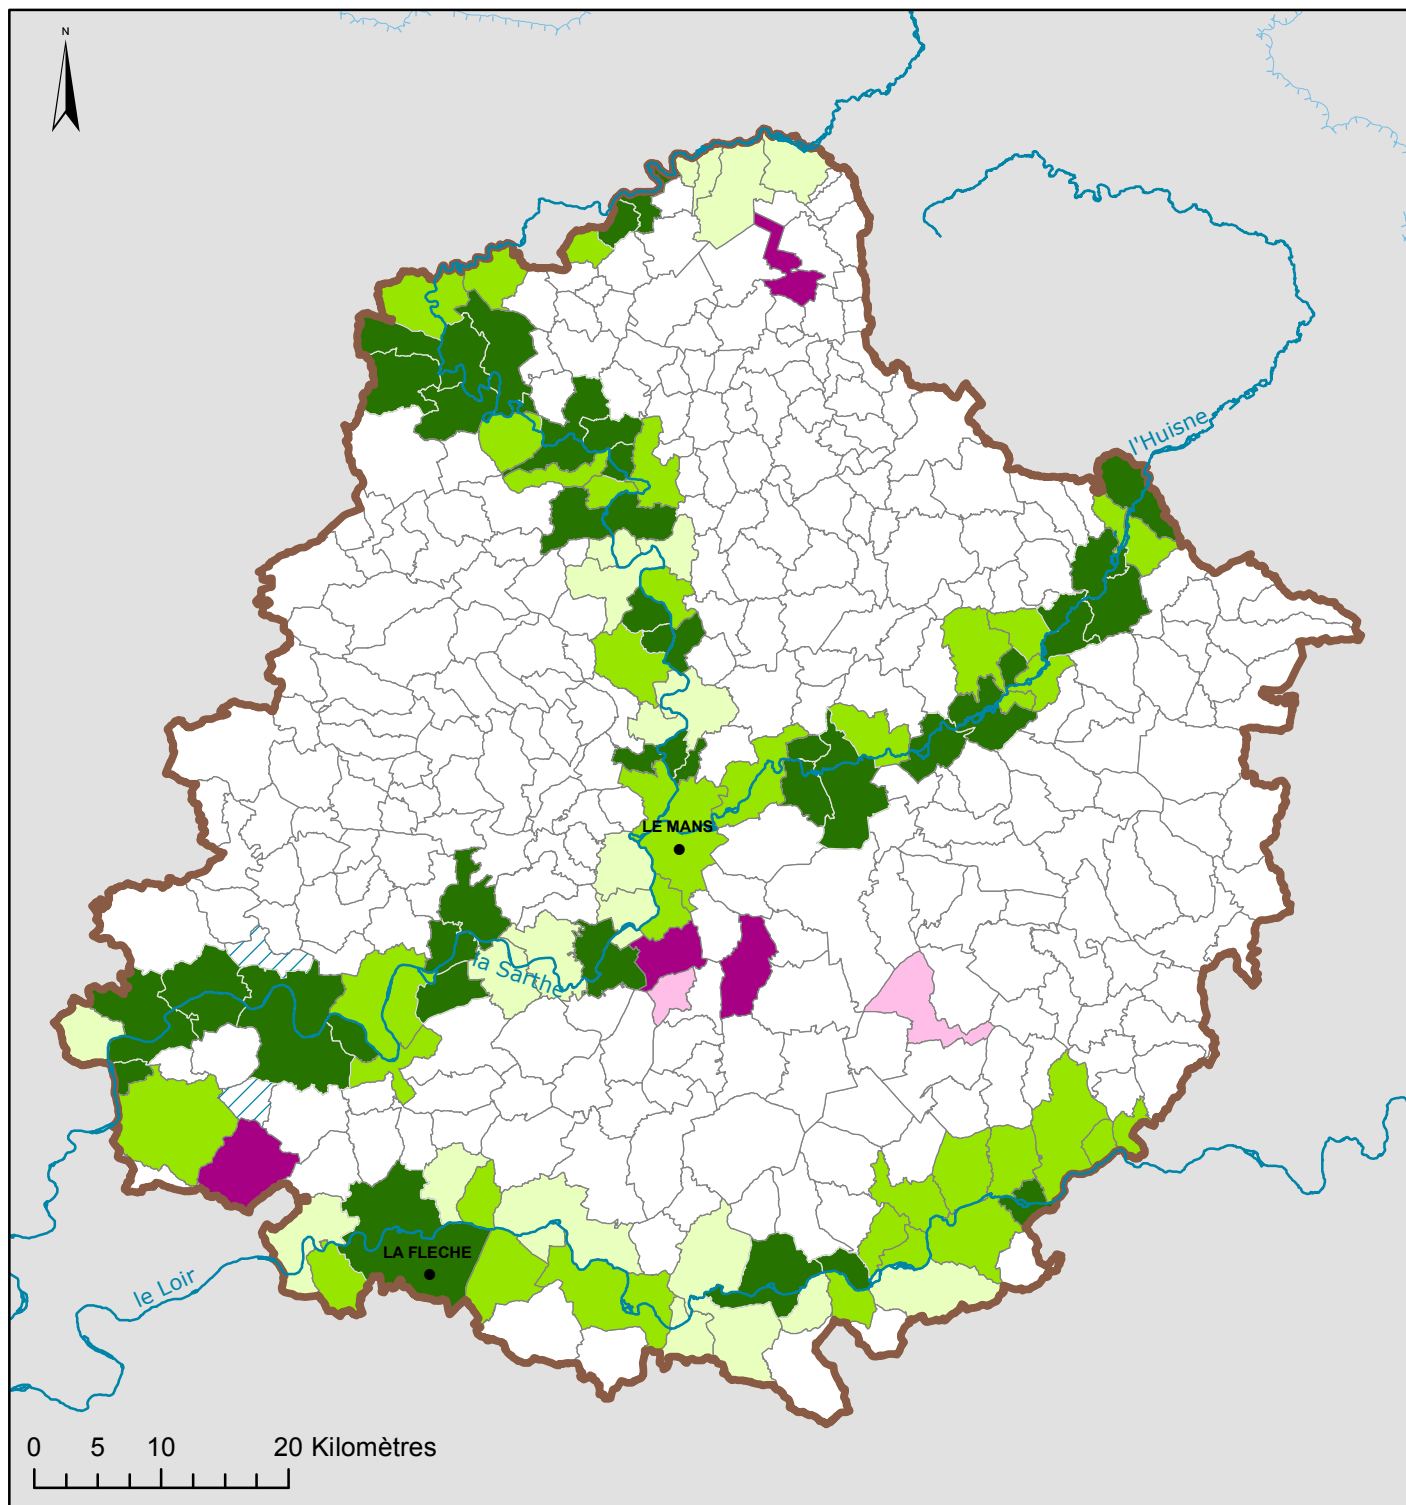 N
l'Huisne
LE MANS
la Sarthe
LA FLECHE
le Loir
0 5 10 20 Kilomètres